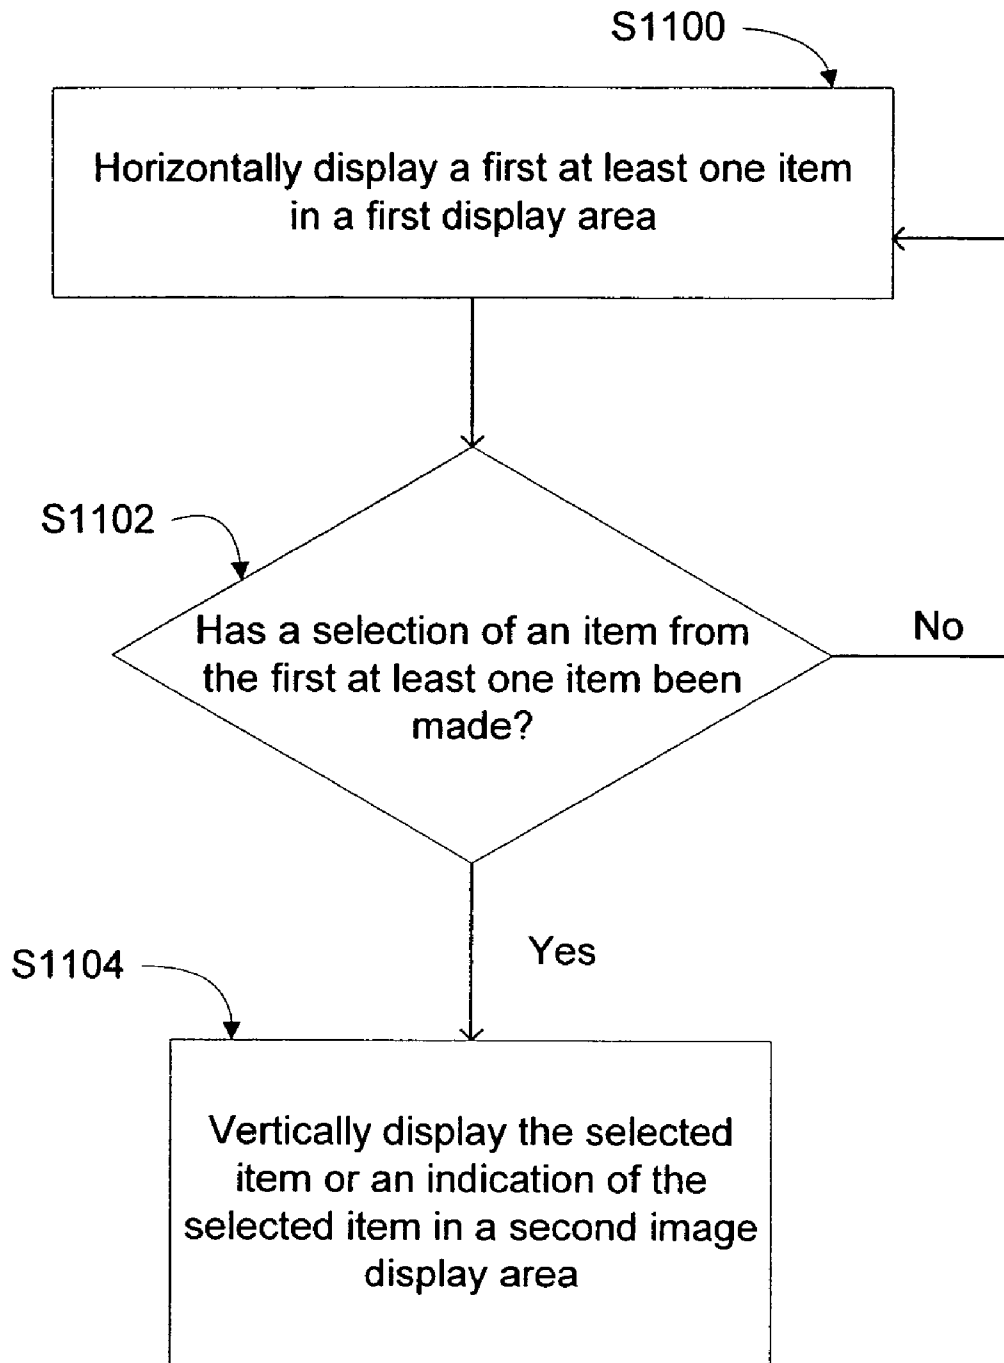 S1100
Horizontally display a first at least one item
in a first display area
S1102
Has a selection of an item from
the first at least one item been
made?
No
Yes
S1104
Vertically display the selected
item or an indication of the
selected item in a second image
display area